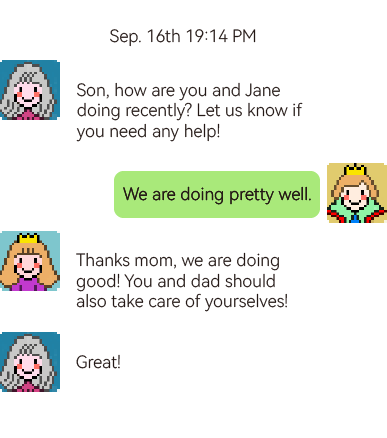 Sep. 16th 19:14 PM
Son, how are you and Jane
doing recently? Let us know if
you need any help!
We are doing pretty well.
Thanks mom, we are doing
good! You and dad should
also take care of yourselves!
Great!